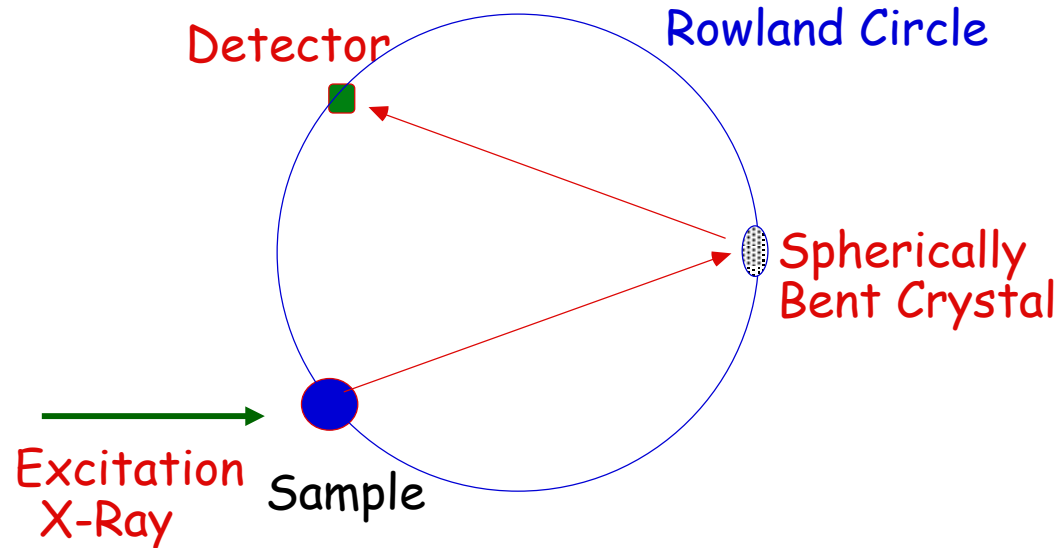 Rowland Circle
Detector
Spherically
Bent Crystal
Excitation
X-Ray
Sample